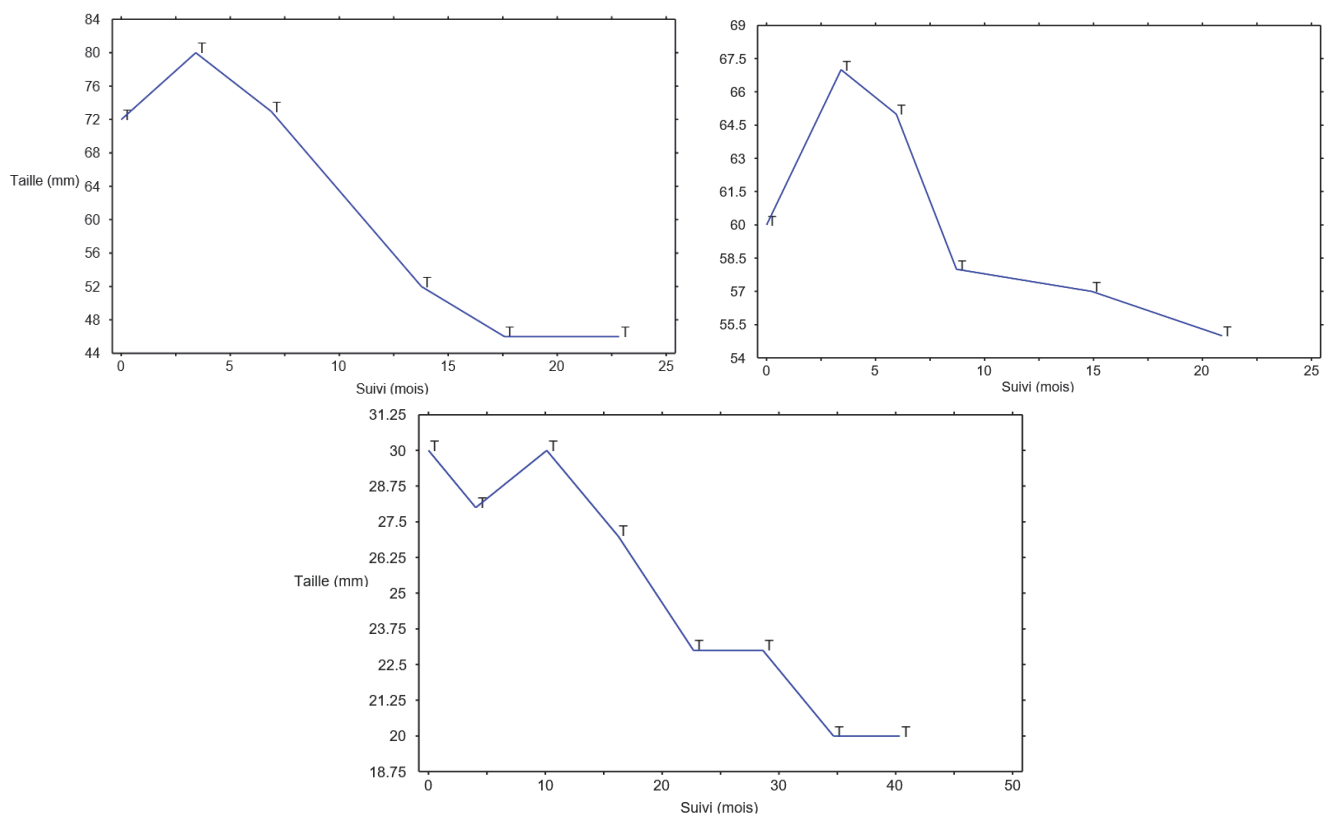 84
80
76
72
68
64
60
56
52
48
44
Taille (mm)
T
T
T
T
T
T
0 5 10 15 20 25
Suivi (mois)
69
67.5
66
64.5
63
61.5
60
58.5
57
55.5
54
T
T
T
T
T
T
0 5 10 15 20 25
Suivi (mois)
31.25
30
28.75
27.5
26.25
25
23.75
22.5
21.25
20
18.75
Taille (mm)
T
T
T
T
T
T
T
T
0 10 20 30 40 50
Suivi (mois)